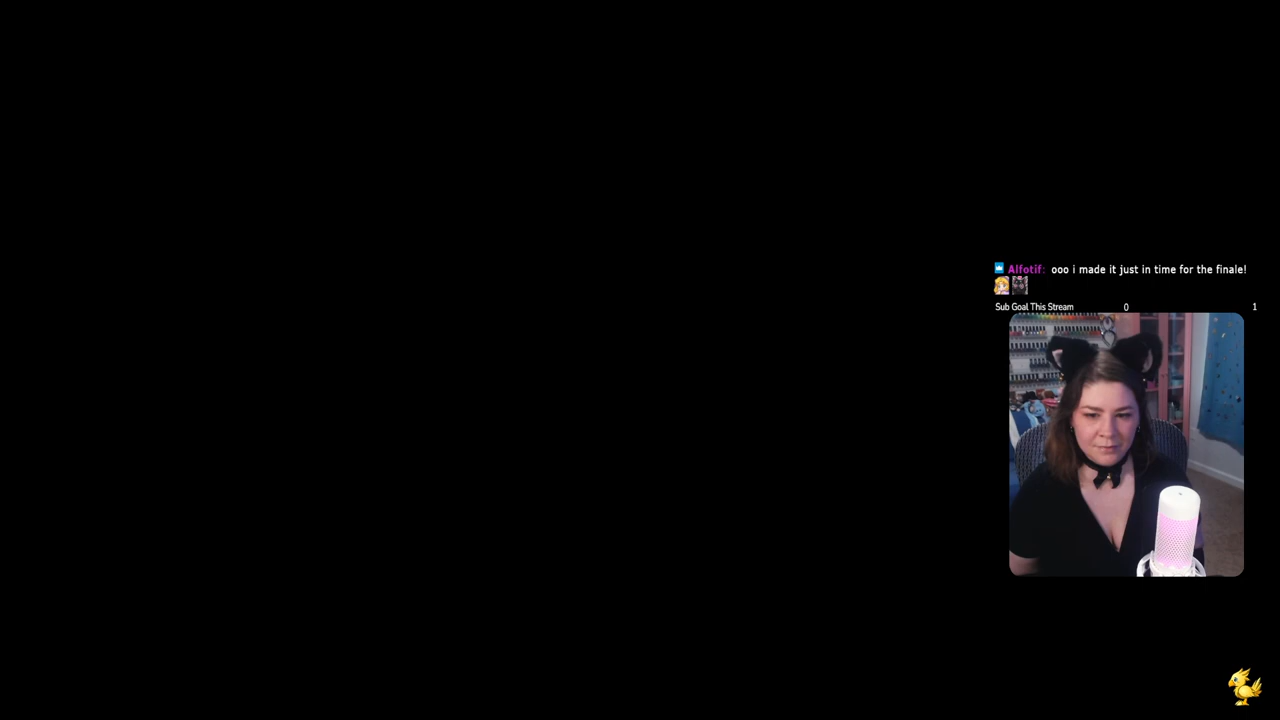 Alfotif: ooo i made it just in time for the finale!
Sub Goal This Stream 0 1